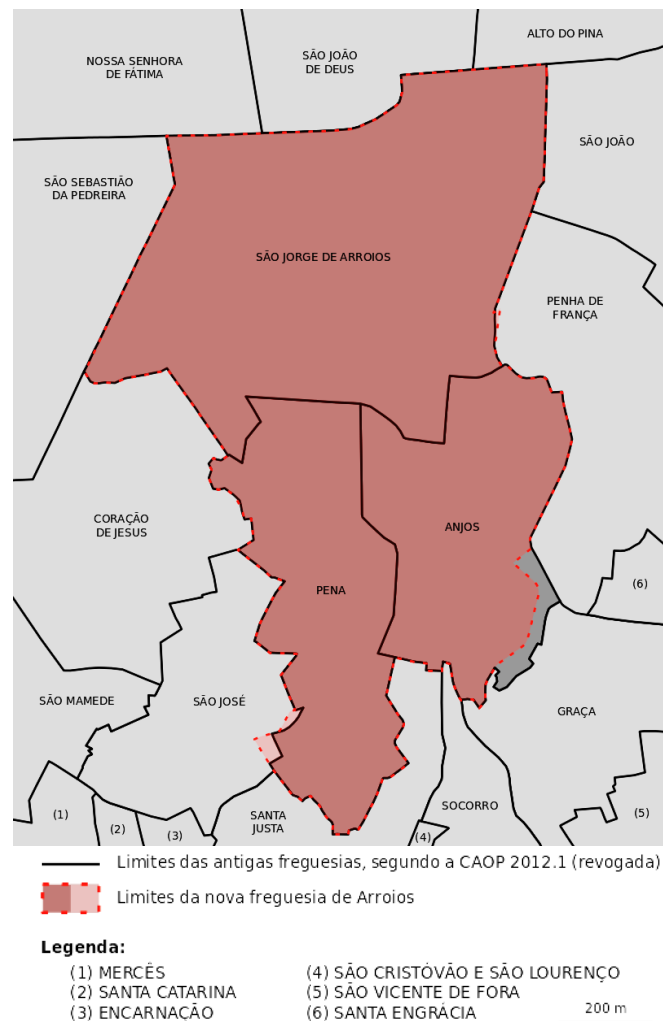 ALTO DO PINA
NOSSA SENHORA
DE FÁTIMA
SÃO JOÃO
DE DEUS
SÃO JOÃO
SÃO SEBASTIÃO
DA PEDREIRA
SÃO JORGE DE ARROIOS
PENHA DE
FRANÇA
CORAÇÃO
DE JESUS
ANJOS
PENA
(6)
SÃO MAMEDE
SÃO JOSÉ
GRAÇA
(1)
(2)
(3)
SANTA
JUSTA
SOCORRO
(4)
(5)
Limites das antigas freguesias, segundo a CAOP 2012.1 (revogada)
Limites da nova freguesia de Arroios
Legenda:
(1) MERCÊS
(2) SANTA CATARINA
(3) ENCARNAÇÃO
(4) SÃO CRISTÓVÃO E SÃO LOURENÇO
(5) SÃO VICENTE DE FORA
(6) SANTA ENGRÁCIA
200 m